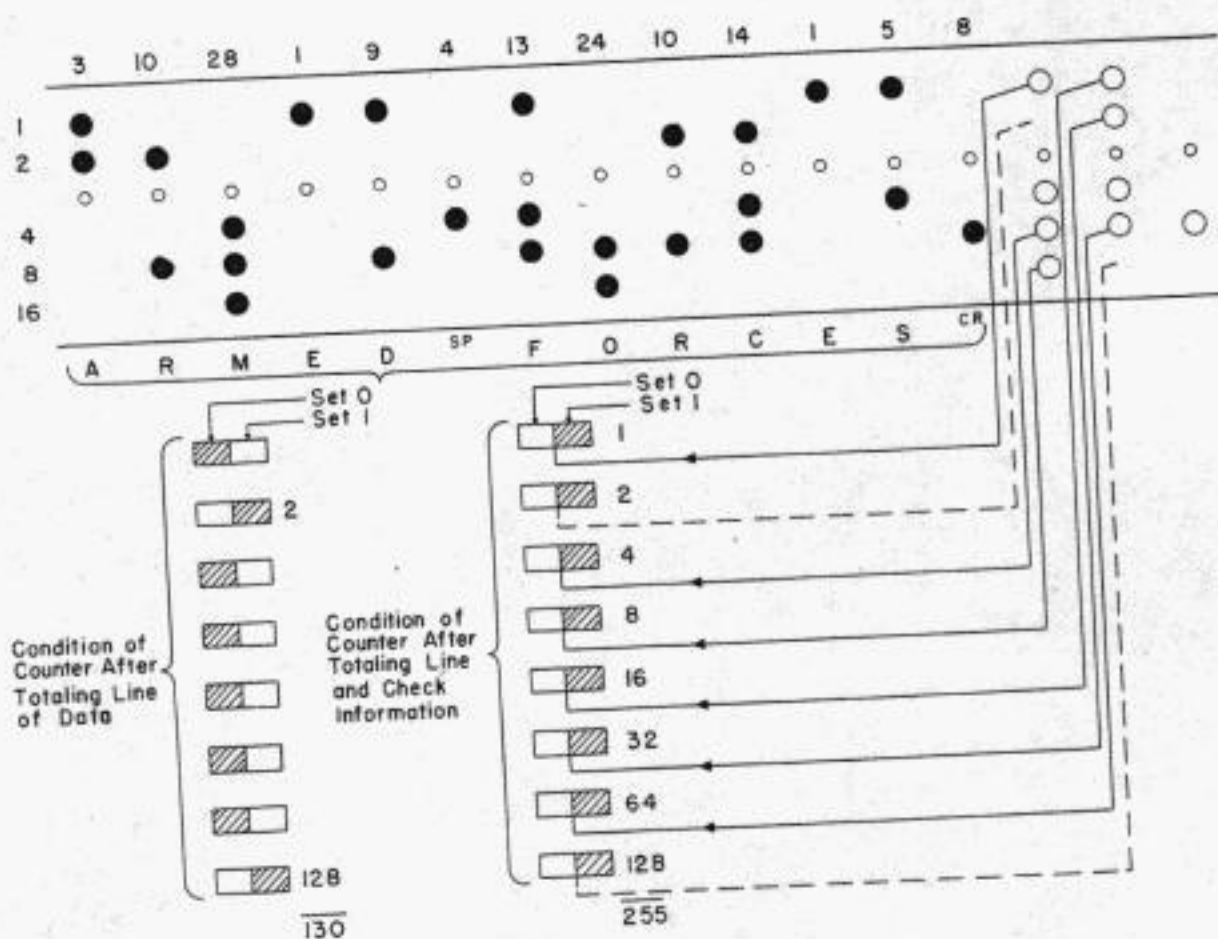 3 10 28 1 9 4 13 24 10 14 1 5 8
1
2
4
8
16
A R M E D SP F O R C E S CR
Set 0
Set 1
2
128
130
Condition of
Counter After
Totaling Line
of Data
Set 0
Set 1
1
2
4
8
16
32
64
128
255
Condition of
Counter After
Totaling Line
and Check
Information